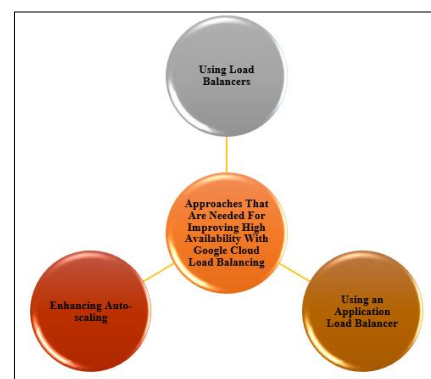 Using Load
Balancers
Approaches That
Are Needed For
Improving High
Availability With
Google Cloud
Load Balancing
Enhancing Auto-
scaling
Using an
Application
Load Balancer